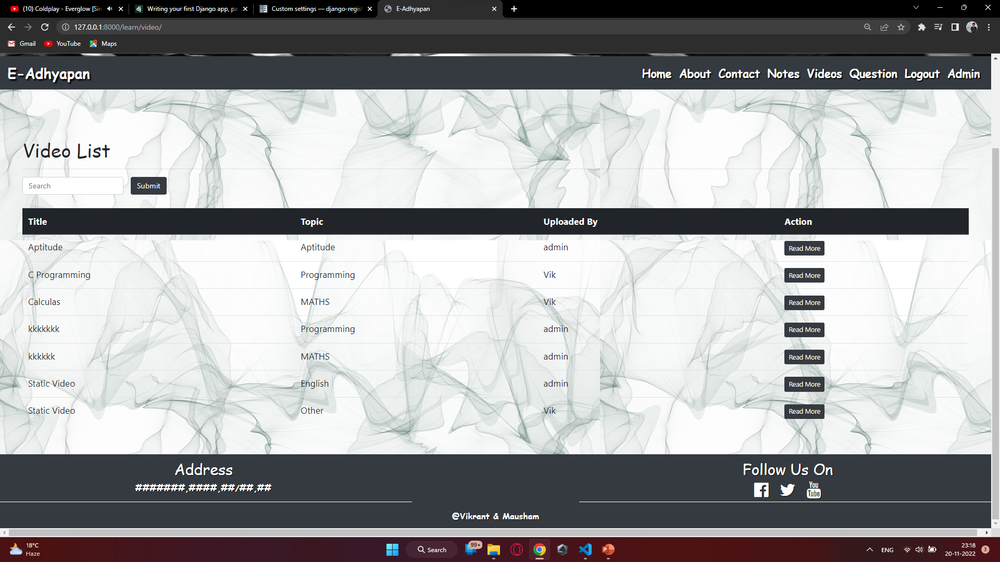 (10) Coldplay - Everglow [Sin
Writing your first Django app, pa
Custom settings — django-regist
E-Adhyapan
127.0.0.1:8000/learn/video/
Gmail YouTube Maps
E-Adhyapan
Home About Contact Notes Videos Question Logout Admin
Video List
Search Submit
Title Topic Uploaded By Action
Aptitude Aptitude admin Read More
C Programming Programming Vik Read More
Calculas MATHS Vik Read More
kkkkkkk Programming admin Read More
kkkkkk MATHS admin Read More
Static Video English admin Read More
Static Video Other Vik Read More
Address
#######,####,##/##,##
Follow Us On
You
Tube
@Vikrant & Mausham
18°C
Haze
Search
99+
ENG
23:18
20-11-2022
3